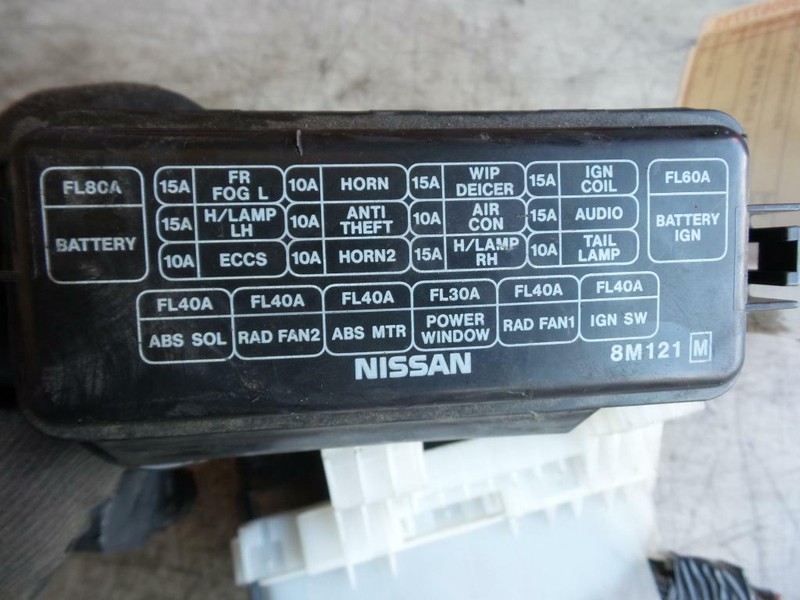 FL80A
BATTERY
15A FR FOG L
10A HORN
15A WIP DEICER
15A IGN COIL
15A H/LAMP LH
10A ANTI THEFT
10A AIR CON
15A AUDIO
10A ECCS
10A HORN2
15A H/LAMP RH
10A TAIL LAMP
FL60A
BATTERY IGN
FL40A ABS SOL
FL40A RAD FAN2
FL40A ABS MTR
FL30A POWER WINDOW
FL40A RAD FAN1
FL40A IGN SW
NISSAN
8M121 M